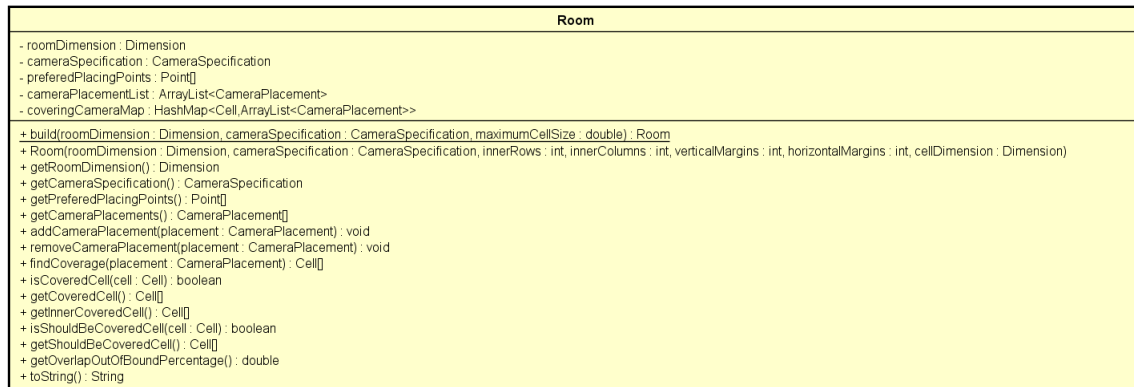 Room
- roomDimension : Dimension
- cameraSpecification : CameraSpecification
- preferedPlacingPoints : Point[]
- cameraPlacementList : ArrayList<CameraPlacement>
- coveringCameraMap : HashMap<Cell,ArrayList<CameraPlacement>>
+ build(roomDimension : Dimension, cameraSpecification : CameraSpecification, maximumCellSize : double) : Room
+ Room(roomDimension : Dimension, cameraSpecification : CameraSpecification, innerRows : int, innerColumns : int, verticalMargins : int, horizontalMargins : int, cellDimension : Dimension)
+ getRoomDimension() : Dimension
+ getCameraSpecification() : CameraSpecification
+ getPreferedPlacingPoints() : Point[]
+ getCameraPlacements() : CameraPlacement[]
+ addCameraPlacement(placement : CameraPlacement) : void
+ removeCameraPlacement(placement : CameraPlacement) : void
+ findCoverage(placement : CameraPlacement) : Cell[]
+ isCoveredCell(cell : Cell) : boolean
+ getCoveredCell() : Cell[]
+ getInnerCoveredCell() : Cell[]
+ isShouldBeCoveredCell(cell : Cell) : boolean
+ getShouldBeCoveredCell() : Cell[]
+ getOverlapOutOfBoundPercentage() : double
+ toString() : String